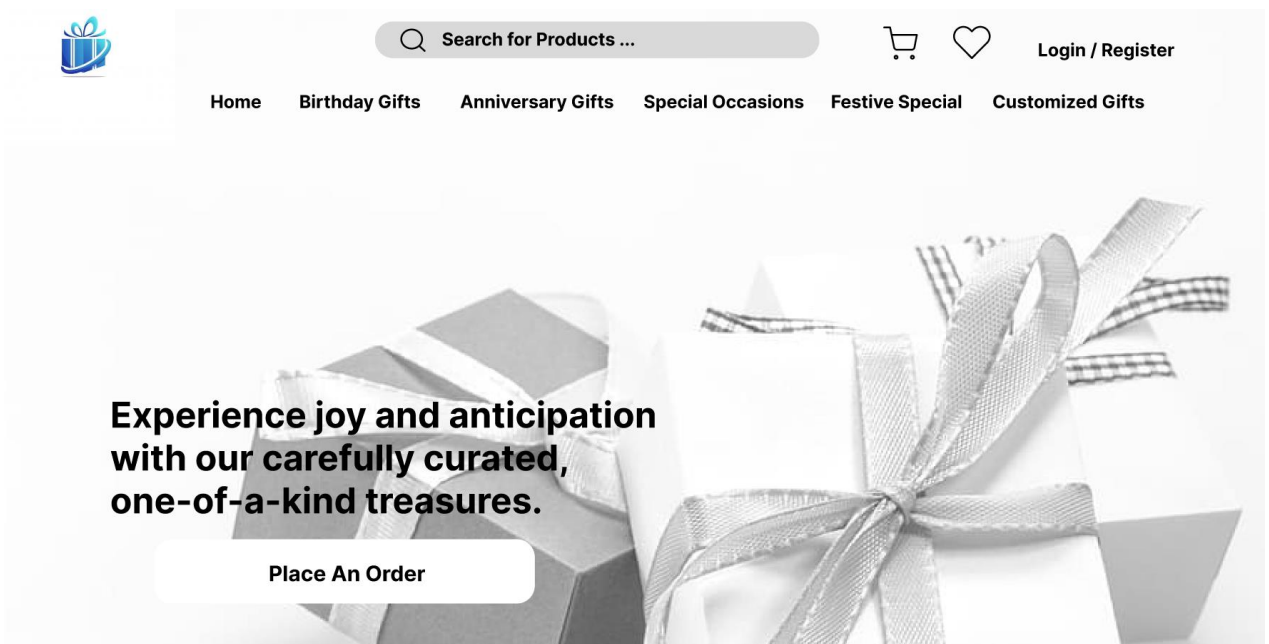 Search for Products ...
Login / Register
Home Birthday Gifts Anniversary Gifts Special Occasions Festive Special Customized Gifts
Experience joy and anticipation
with our carefully curated,
one-of-a-kind treasures.
Place An Order